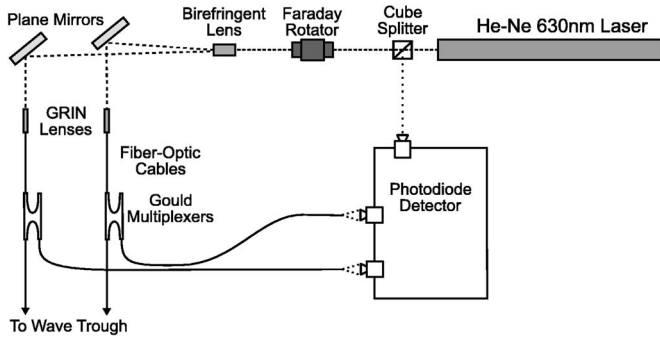 Plane Mirrors
Birefringent
Lens
Faraday
Rotator
Cube
Splitter
He-Ne 630nm Laser
GRIN
Lenses
Fiber-Optic
Cables
Gould
Multiplexers
Photodiode
Detector
To Wave Trough